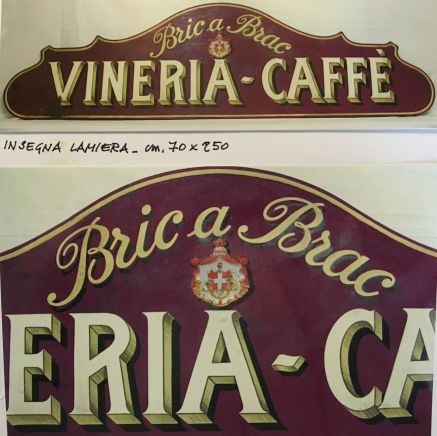 Bric a Brac
VINERIA - CAFFÈ
INSEGNA LAMIERA - cm. 70 x 250
Bric a Brac
ERIA - CA